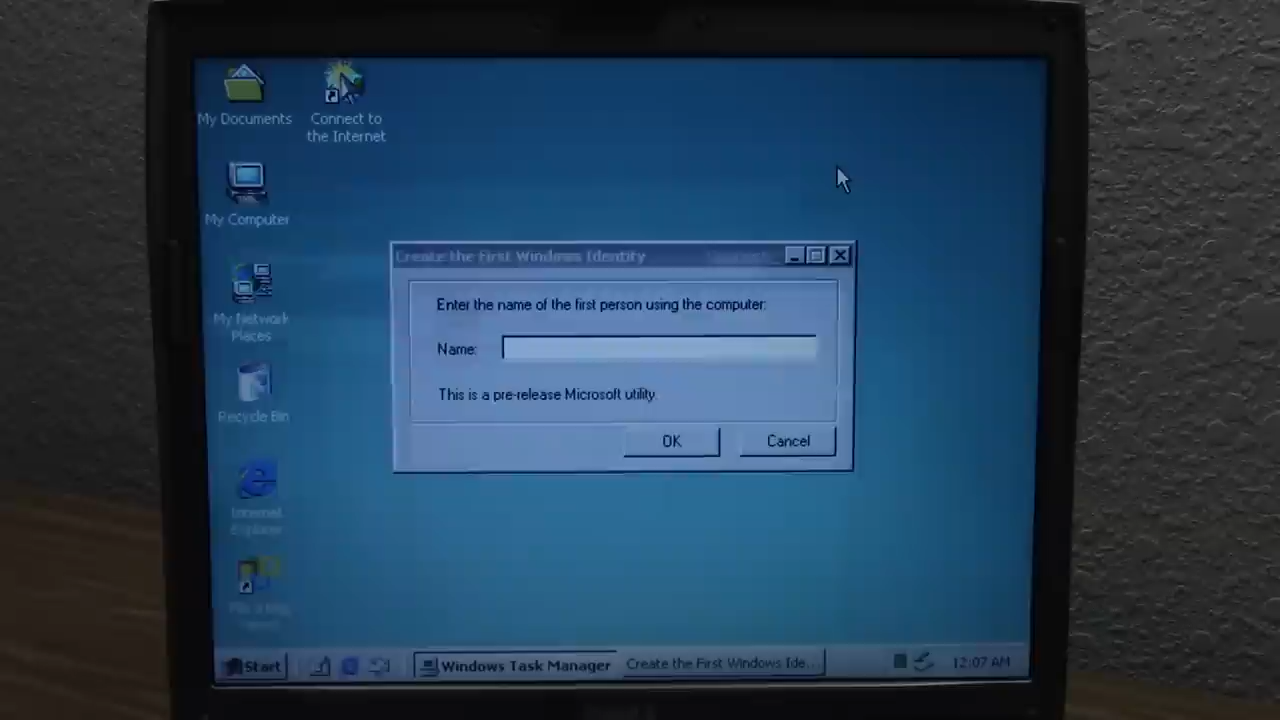 My Documents
Connect to
the Internet
My Computer
My Network
Places
Recycle Bin
Internet
Explorer
Create the First Windows Identity
Enter the name of the first person using the computer:
Name:
This is a pre-release Microsoft utility.
OK
Cancel
Start
Windows Task Manager
Create the First Windows Ide...
12:07 AM